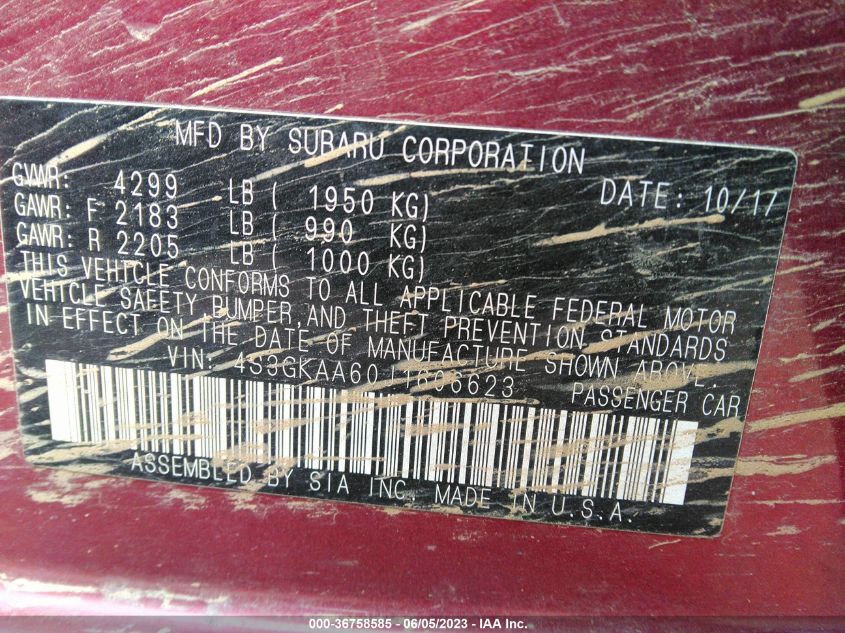 MFD BY SUBARU CORPORATION
GVWR: 4299 LB ( 1950 KG) DATE: 10/17
GAWR: F 2183 LB ( 990 KG)
GAWR: R 2205 LB ( 1000 KG)
THIS VEHICLE CONFORMS TO ALL APPLICABLE FEDERAL MOTOR
VEHICLE SAFETY, BUMPER, AND THEFT PREVENTION STANDARDS
IN EFFECT ON THE DATE OF MANUFACTURE SHOWN ABOVE.
VIN: 4S3GKAA60J1606623 PASSENGER CAR
ASSEMBLED BY SIA INC. MADE IN U.S.A.
000-36758585 - 06/05/2023 - IAA Inc.